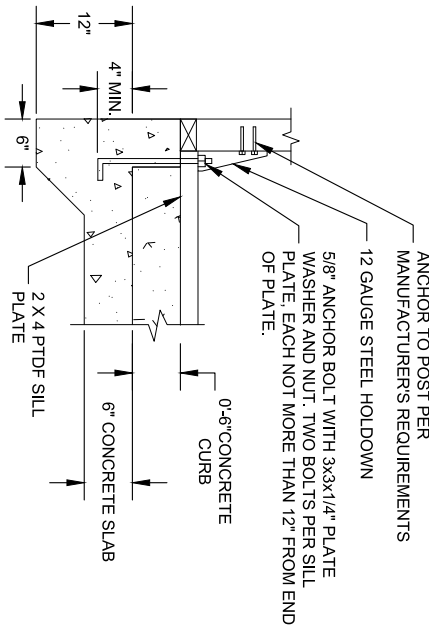 ANCHOR TO POST PER
MANUFACTURER'S REQUIREMENTS
12 GAUGE STEEL HOLDOWN
5/8" ANCHOR BOLT WITH 3x3x1/4" PLATE
WASHER AND NUT. TWO BOLTS PER SILL
PLATE, EACH NOT MORE THAN 12" FROM END
OF PLATE.
0'-6"CONCRETE
CURB
6" CONCRETE SLAB
2 X 4 PTDF SILL
PLATE
12"
4" MIN.
6"